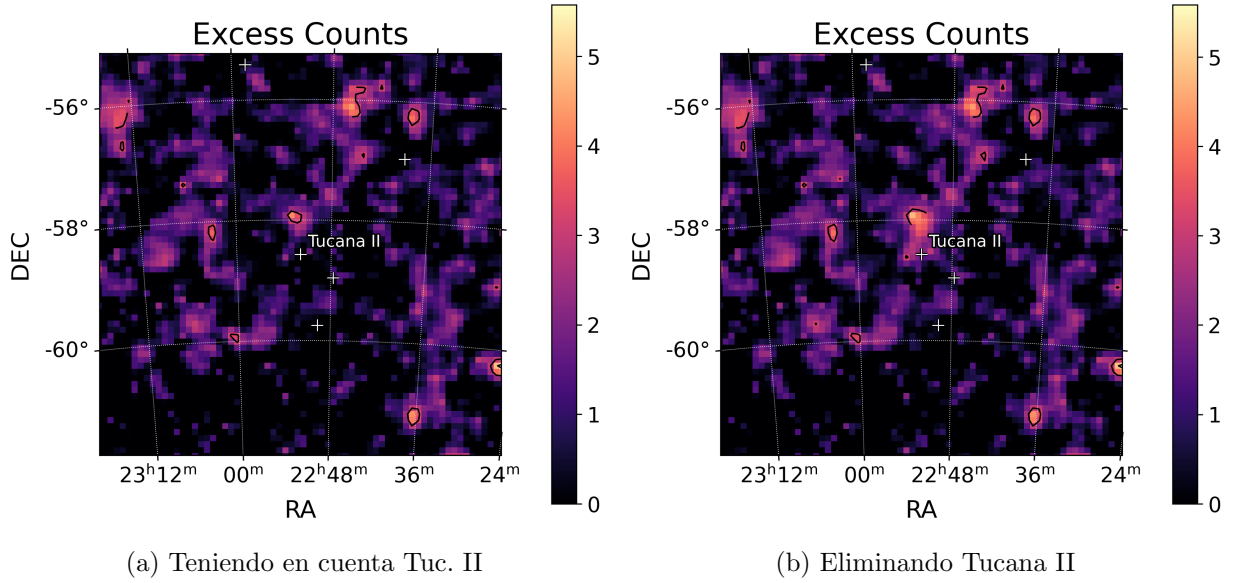 Excess Counts
5
4
3
2
1
0
-56°
-58°
-60°
DEC
Tucana II
23ʰ12ᵐ 00ᵐ 22ʰ48ᵐ 36ᵐ 24ᵐ
RA
(a) Teniendo en cuenta Tuc. II
Excess Counts
5
4
3
2
1
0
-56°
-58°
-60°
DEC
Tucana II
23ʰ12ᵐ 00ᵐ 22ʰ48ᵐ 36ᵐ 24ᵐ
RA
(b) Eliminando Tucana II